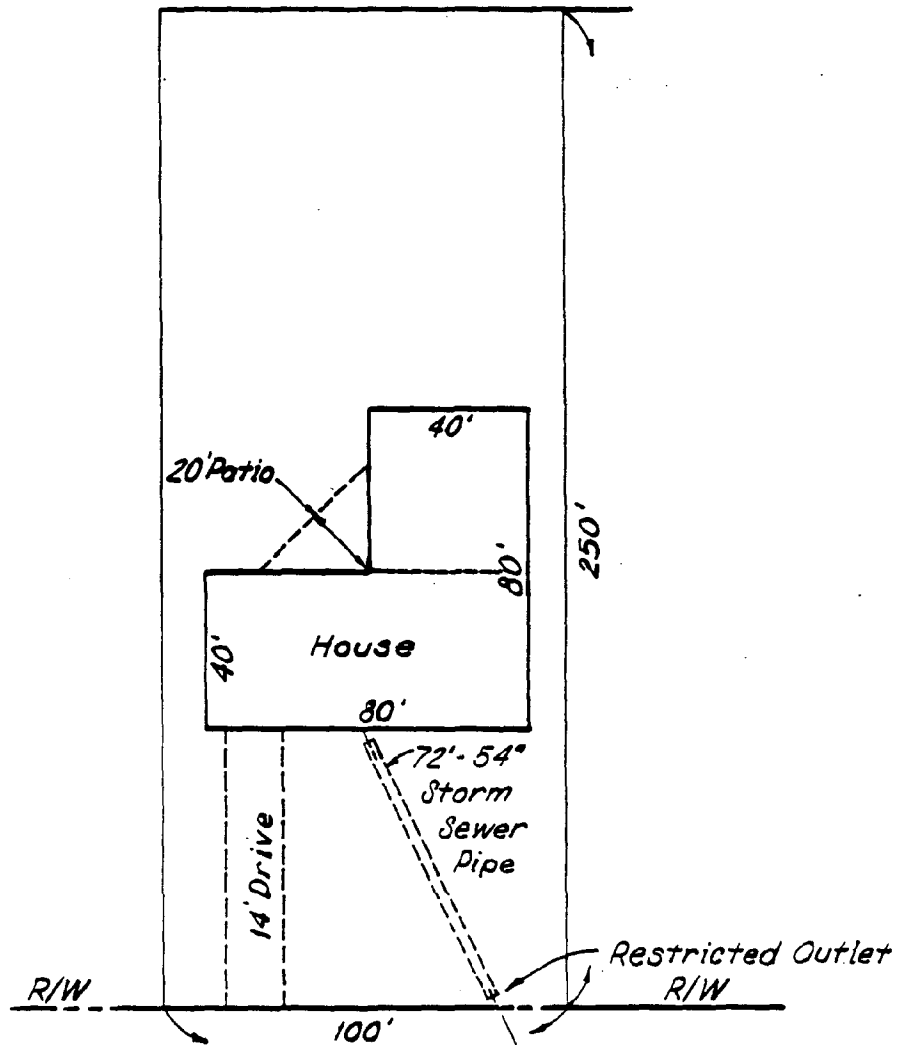 40'
20' Patio
250'
80'
40'
House
80'
72'-54"
Storm
Sewer
Pipe
14' Drive
Restricted Outlet
R/W
R/W
100'